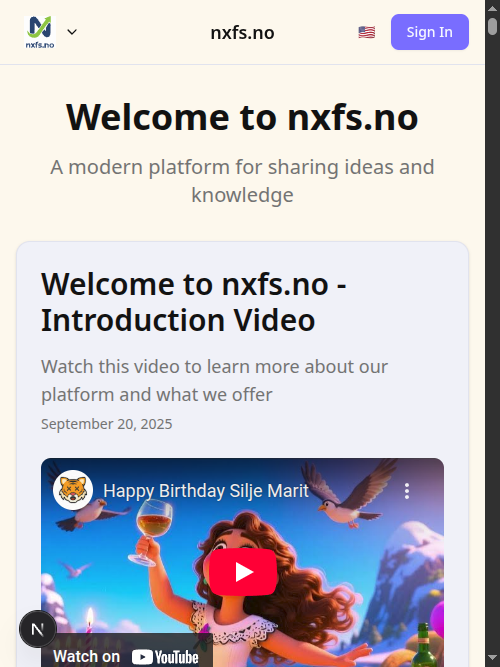 nxfs.no
nxfs.no
Sign In
Welcome to nxfs.no
A modern platform for sharing ideas and
knowledge
Welcome to nxfs.no -
Introduction Video
Watch this video to learn more about our
platform and what we offer
September 20, 2025
Happy Birthday Silje Marit
N
Watch on YouTube